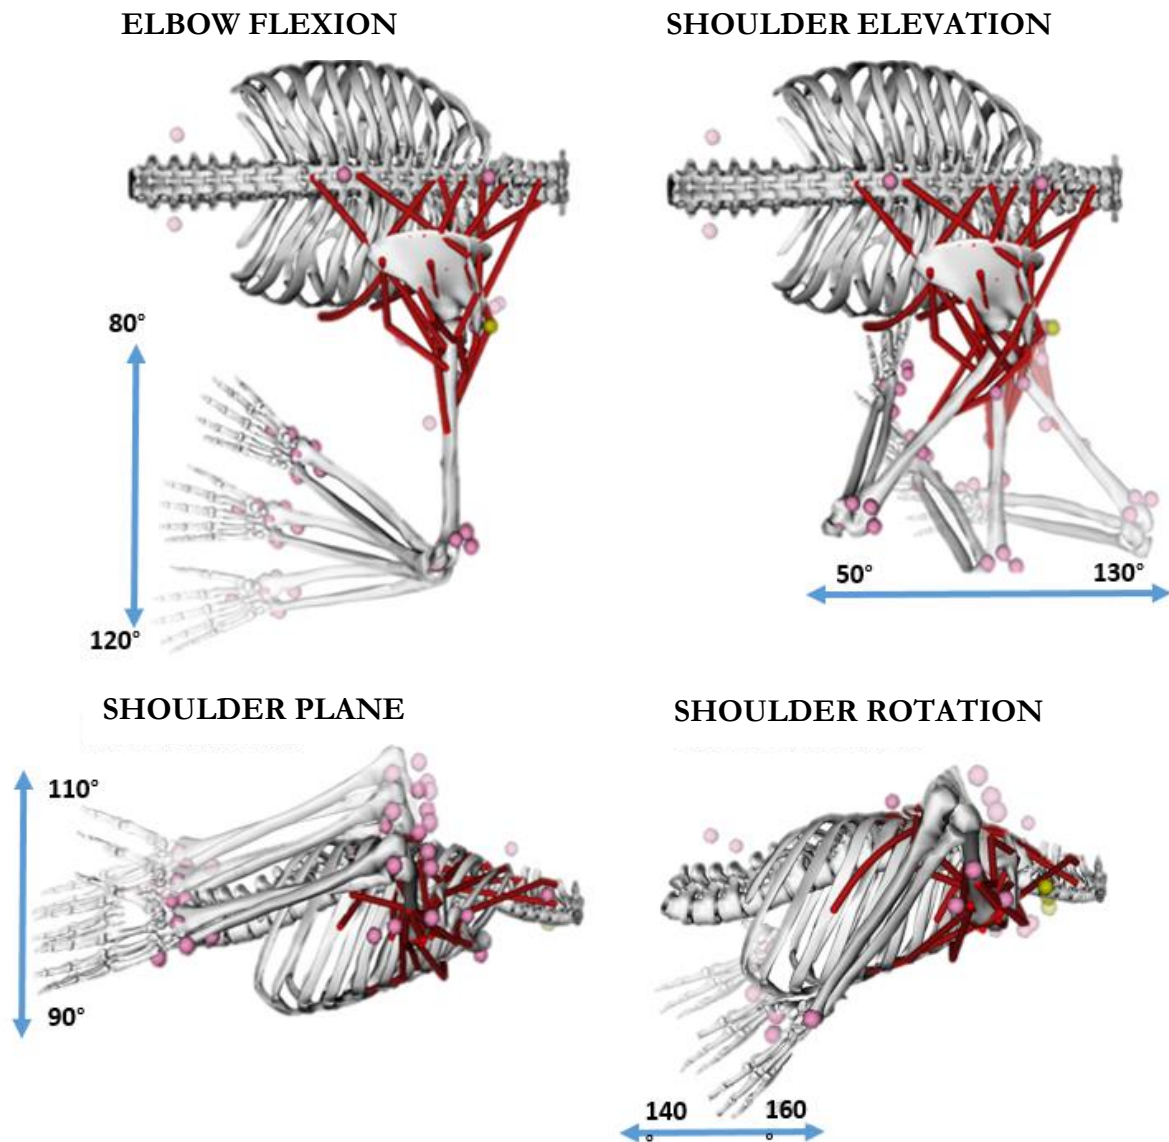 ELBOW FLEXION
SHOULDER ELEVATION
80°
120°
50°
130°
SHOULDER PLANE
SHOULDER ROTATION
110°
90°
140
°
160
°